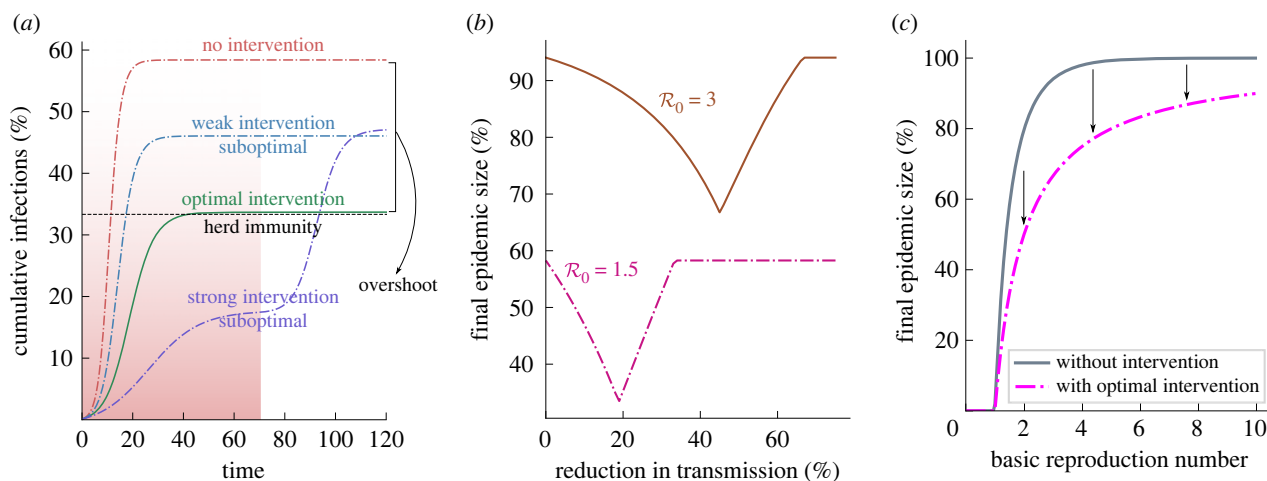 (a)
cumulative infections (%)
60
50
40
30
20
10
no intervention
weak intervention
suboptimal
optimal intervention
herd immunity
strong intervention
suboptimal
overshoot
0 20 40 60 80 100 120
time
(b)
final epidemic size (%)
90
80
70
60
50
40
R0 = 3
R0 = 1.5
0 20 40 60
reduction in transmission (%)
(c)
final epidemic size (%)
100
80
60
40
20
0
without intervention
with optimal intervention
0 2 4 6 8 10
basic reproduction number